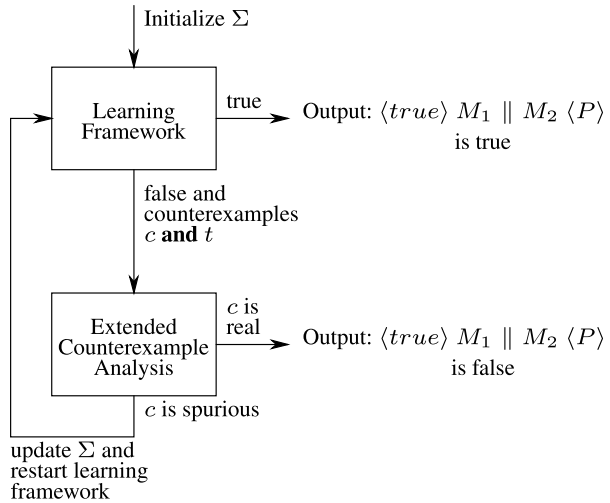 Initialize Σ
Learning
Framework
true
Output: ⟨true⟩ M₁ ∥ M₂ ⟨P⟩
is true
false and
counterexamples
c and t
Extended
Counterexample
Analysis
c is
real
Output: ⟨true⟩ M₁ ∥ M₂ ⟨P⟩
is false
c is spurious
update Σ and
restart learning
framework